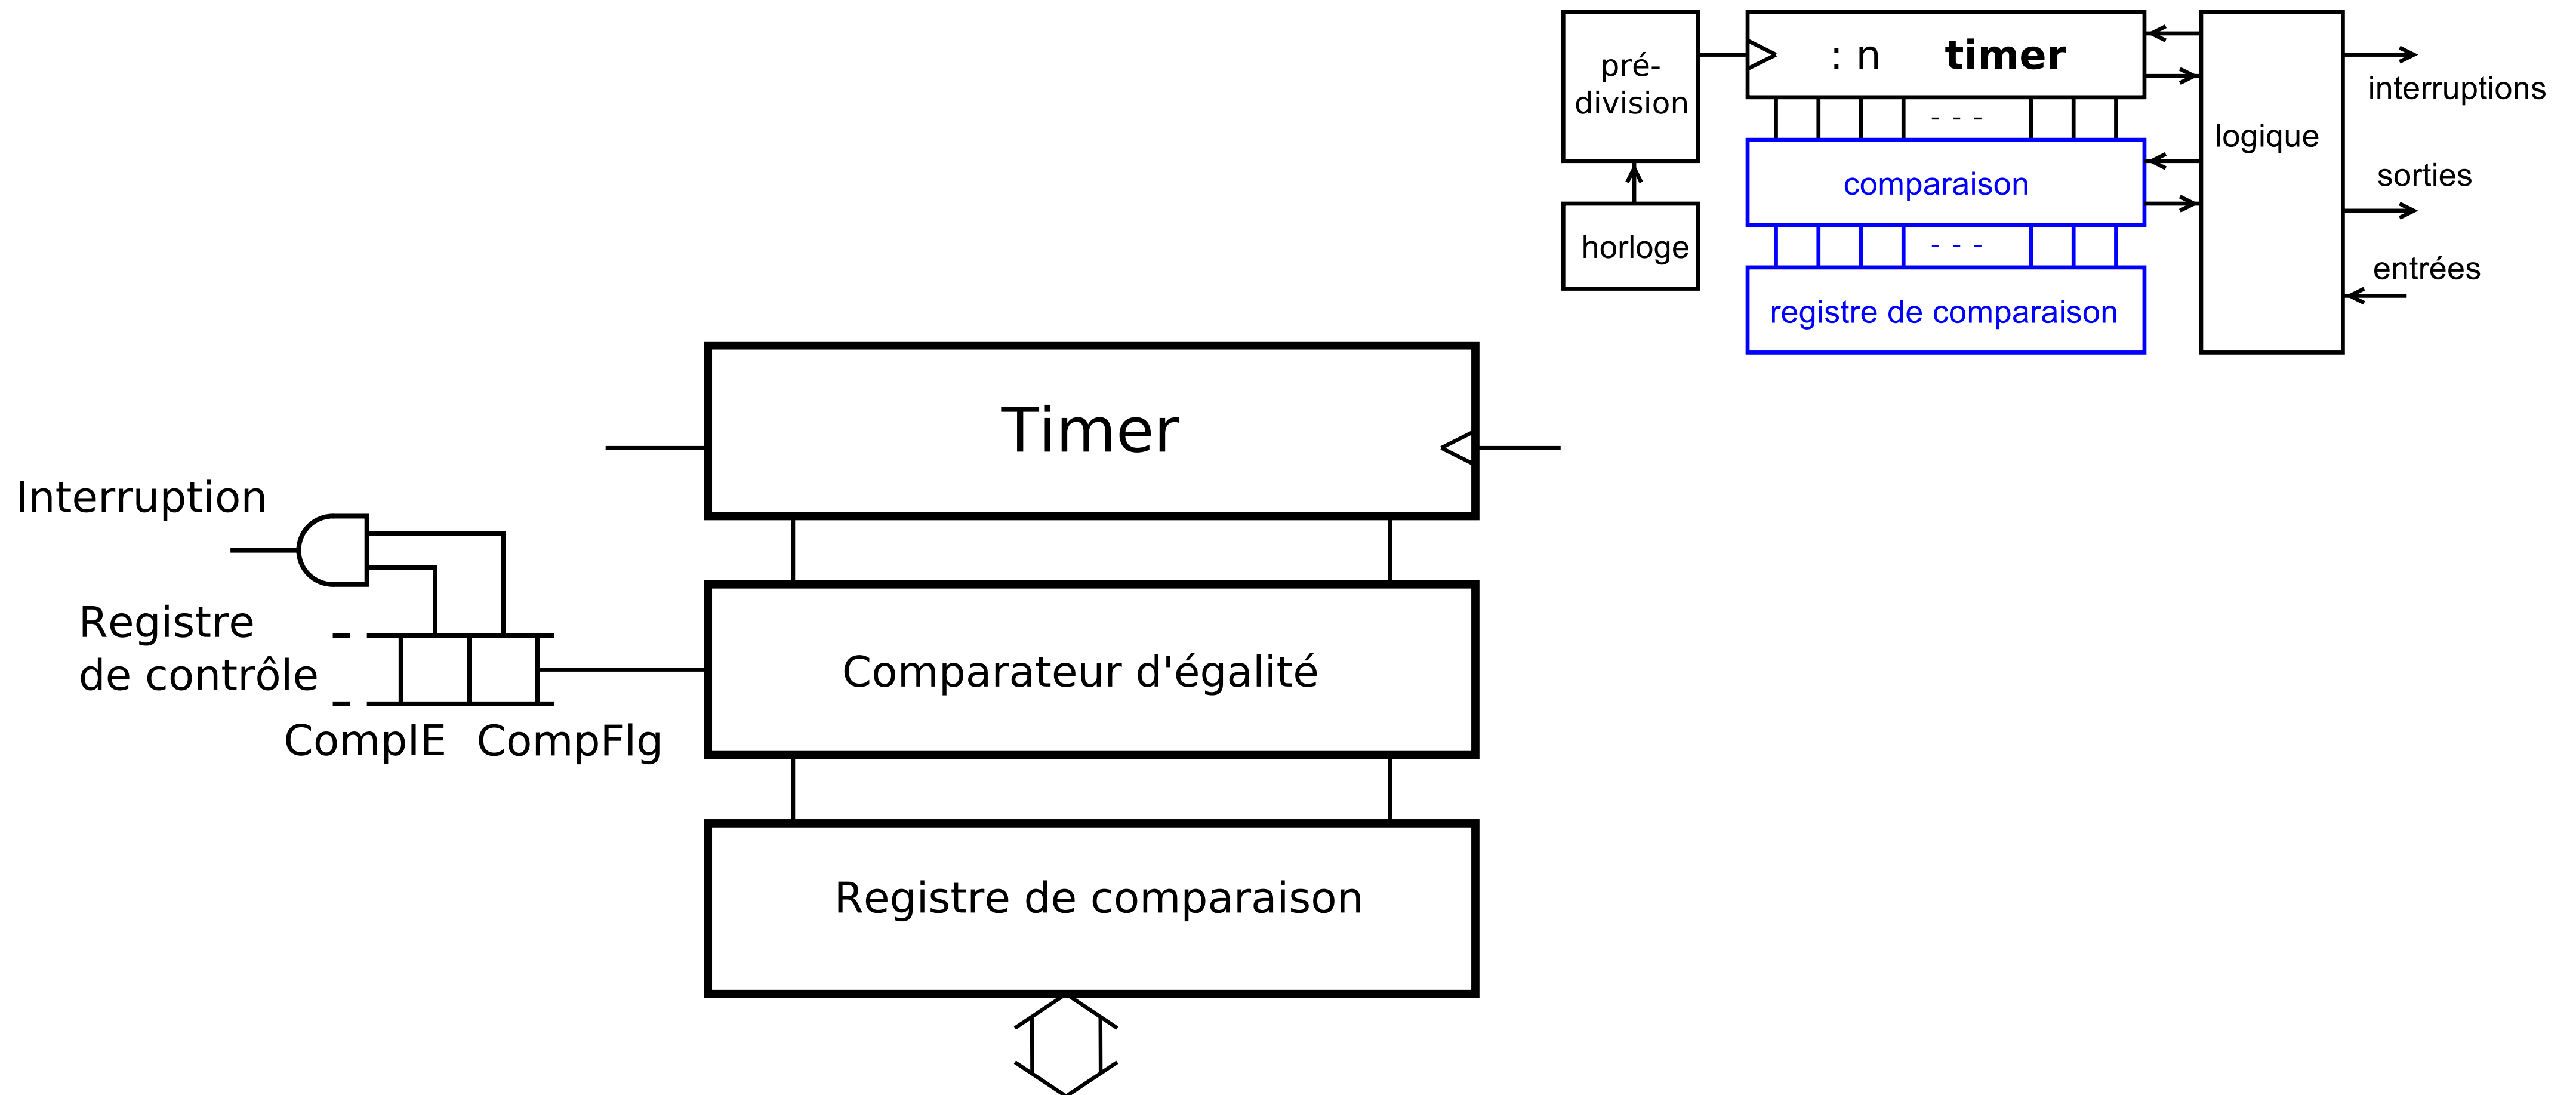 pré-
division
: n timer
logique
interruptions
comparaison
sorties
horloge
entrées
registre de comparaison
Timer
Interruption
Registre
de contrôle
CompIE CompFlg
Comparateur d'égalité
Registre de comparaison